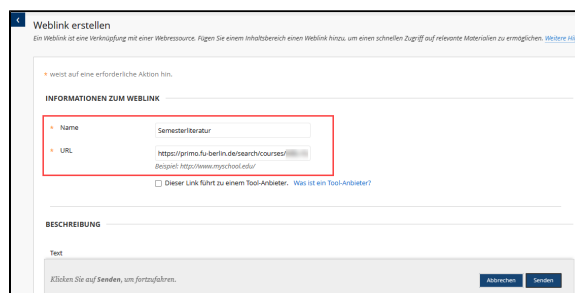 Weblink erstellen
Ein Weblink ist eine Verknüpfung mit einer Webressource. Fügen Sie einem Inhaltsbereich einen Weblink hinzu, um einen schnellen Zugriff auf relevante Materialien zu ermöglichen. Weitere
* weist auf eine erforderliche Aktion hin.
INFORMATIONEN ZUM WEBLINK
* Name
Semesterliteratur
* URL
https://primo.fu-berlin.de/search/courses/
Beispiel: http://www.myschool.edu/
Dieser Link führt zu einem Tool-Anbieter. Was ist ein Tool-Anbieter?
BESCHREIBUNG
Text
Klicken Sie auf Senden, um fortzufahren.
Abbrechen Senden